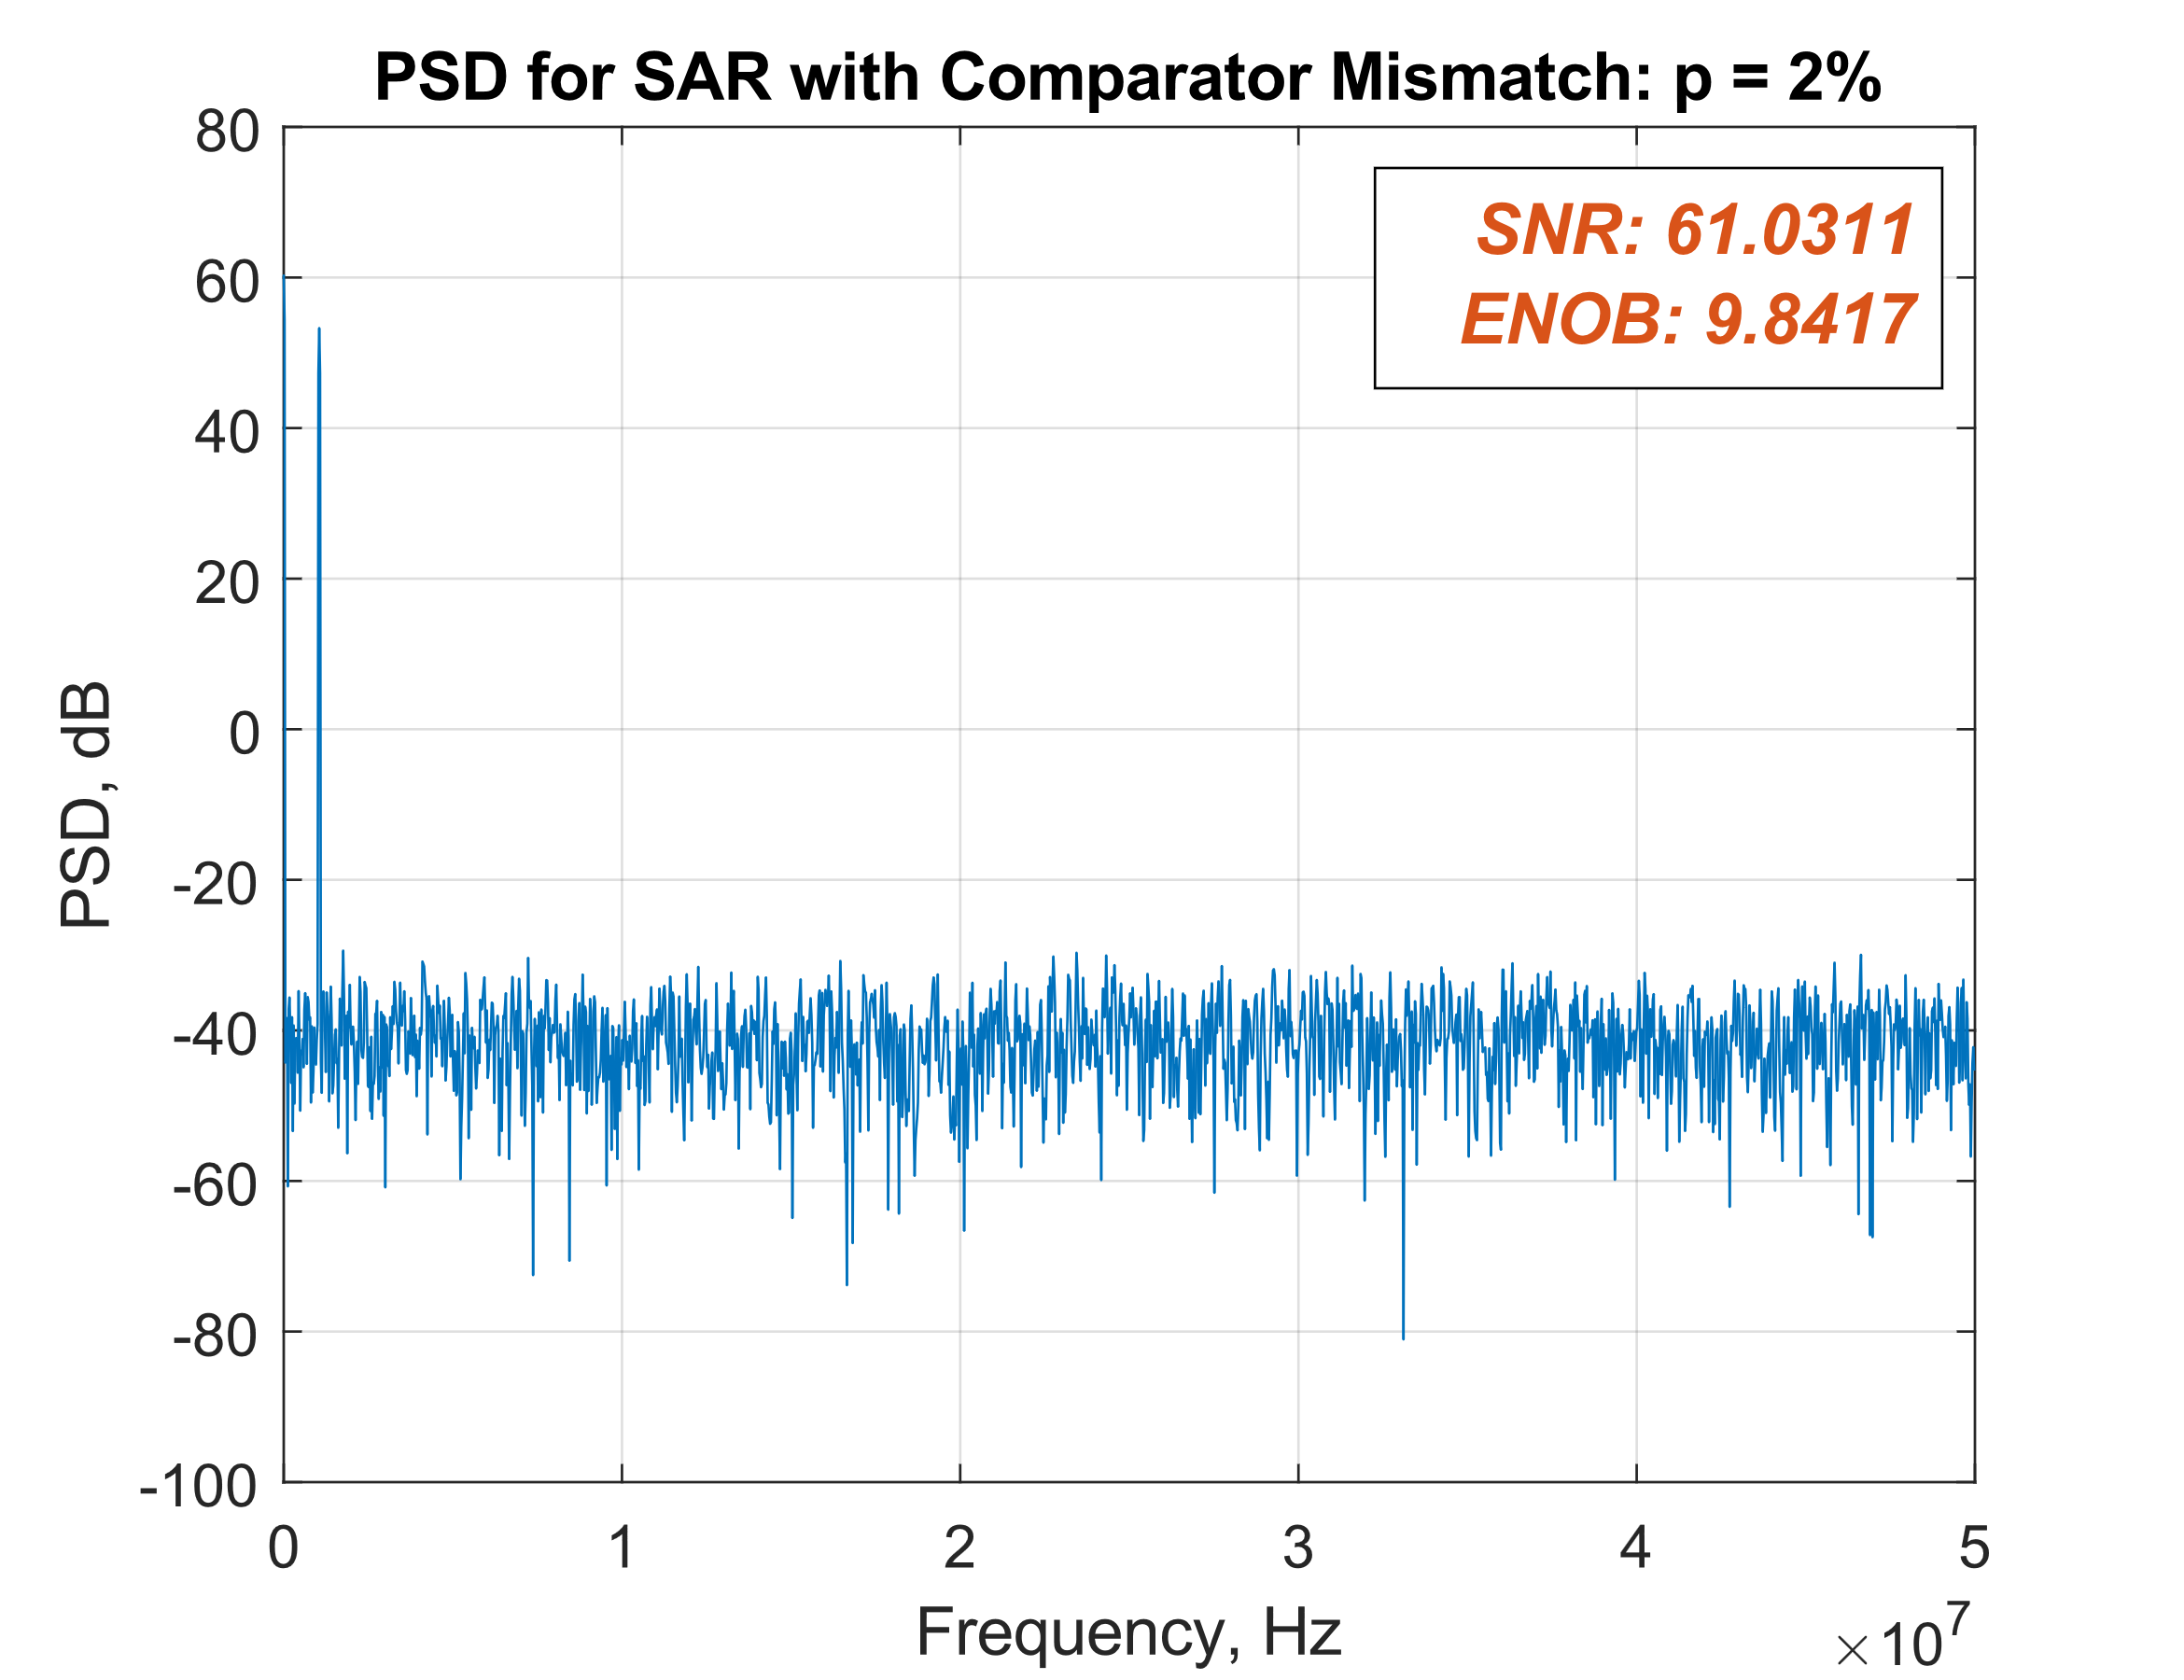 PSD for SAR with Comparator Mismatch: p = 2%
SNR: 61.0311
ENOB: 9.8417
PSD, dB
80
60
40
20
0
-20
-40
-60
-80
-100
0 1 2 3 4 5
Frequency, Hz
×10^7